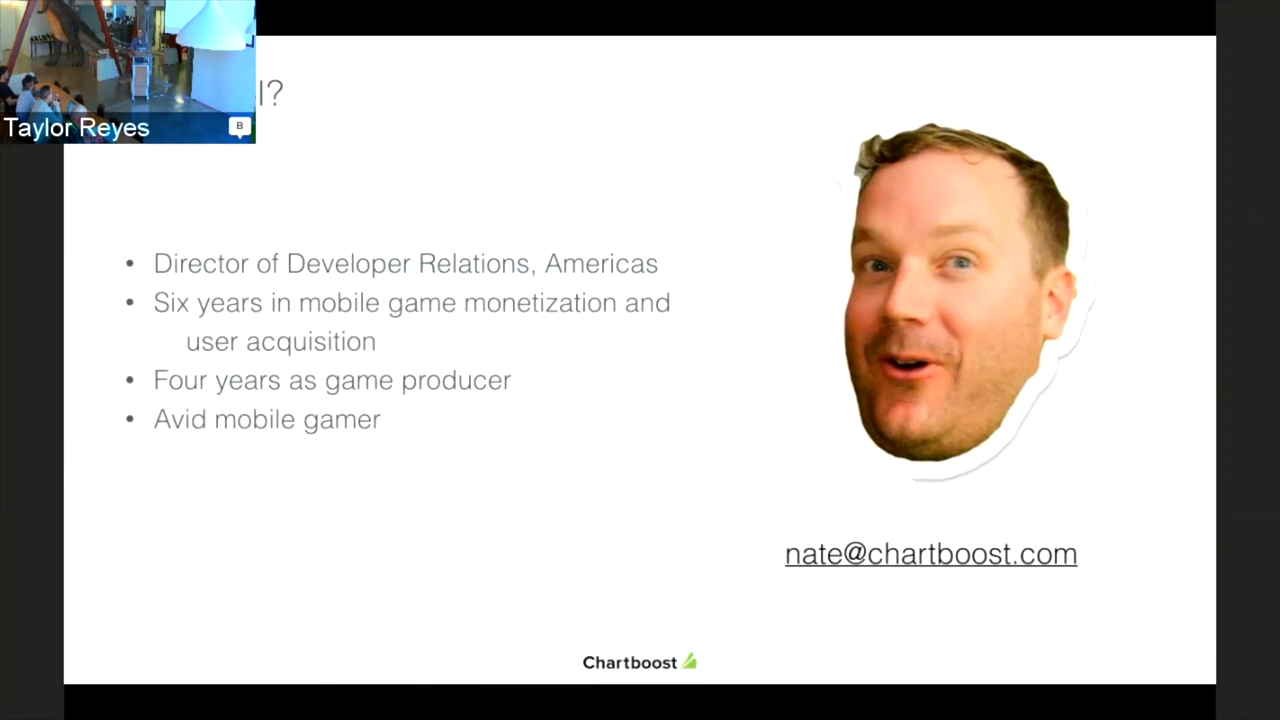 Taylor Reyes
B
I?
• Director of Developer Relations, Americas
• Six years in mobile game monetization and
user acquisition
• Four years as game producer
• Avid mobile gamer
nate@chartboost.com
Chartboost